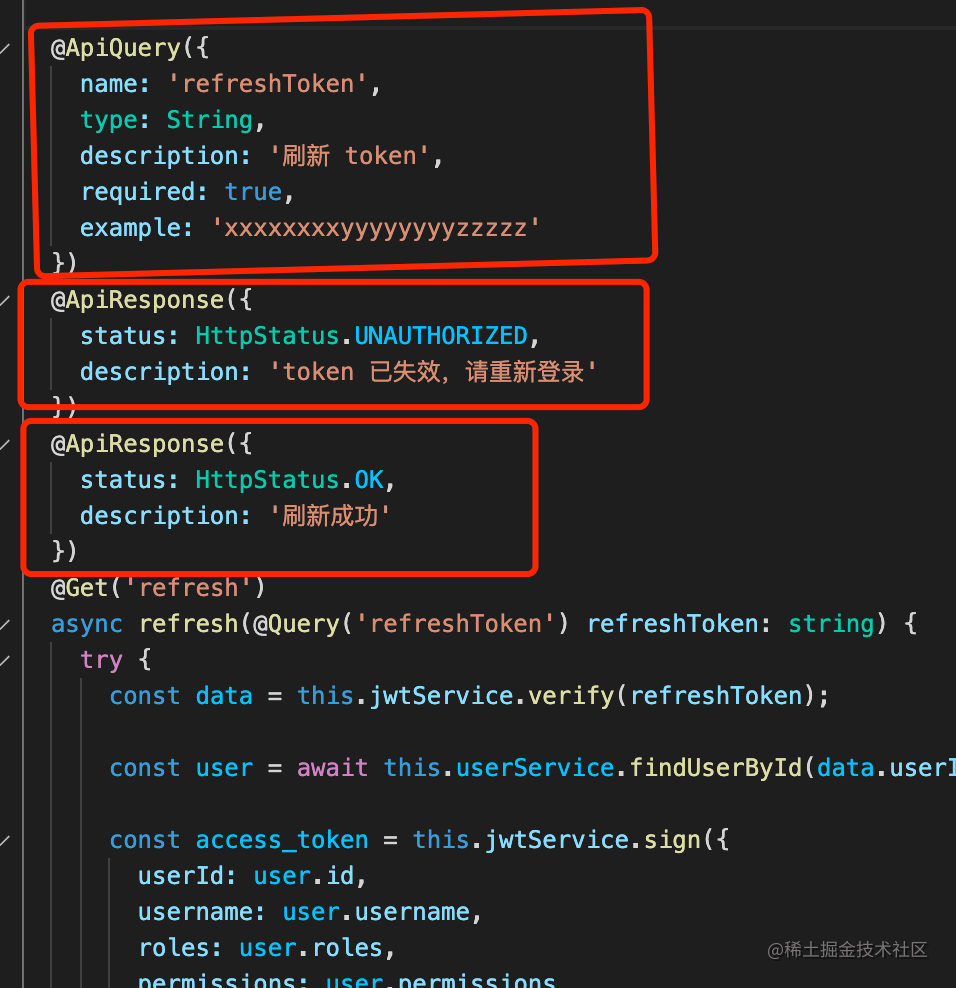 @ApiQuery({
name: 'refreshToken',
type: String,
description: '刷新 token',
required: true,
example: 'xxxxxxxxyyyyyyyyzzzzz'
})
@ApiResponse({
status: HttpStatus.UNAUTHORIZED,
description: 'token 已失效，请重新登录'
})
@ApiResponse({
status: HttpStatus.OK,
description: '刷新成功'
})
@Get('refresh')
async refresh(@Query('refreshToken') refreshToken: string) {
try {
const data = this.jwtService.verify(refreshToken);
const user = await this.userService.findUserById(data.userI
const access_token = this.jwtService.sign({
userId: user.id,
username: user.username,
roles: user.roles,
permissions: user.permissions
@稀土掘金技术社区